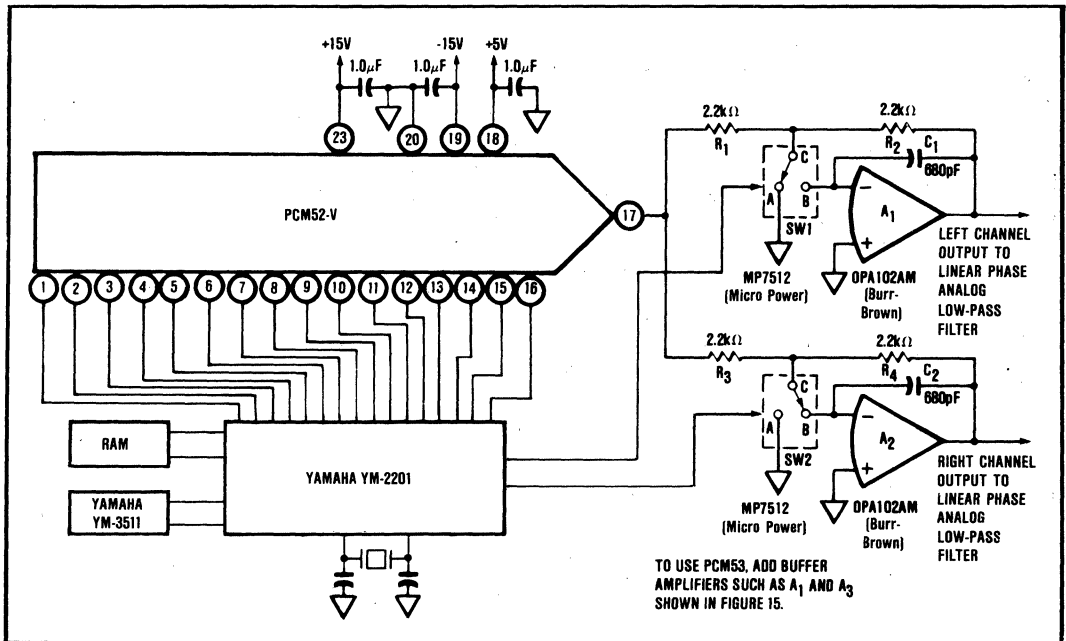 +15V
-15V
+5V
1.0µF
1.0µF
1.0µF
23
20
19
18
PCM52-V
17
1
2
3
4
5
6
7
8
9
10
11
12
13
14
15
16
RAM
YAMAHA
YM-3511
YAMAHA YM-2201
2.2kΩ
R1
2.2kΩ
R2
C1
680pF
C
A
B
SW1
MP7512
(Micro Power)
−
A1
+
OPA102AM
(Burr-
Brown)
LEFT CHANNEL
OUTPUT TO
LINEAR PHASE
ANALOG
LOW-PASS
FILTER
2.2kΩ
R3
2.2kΩ
R4
C2
680pF
C
A
B
SW2
MP7512
(Micro Power)
−
A2
+
OPA102AM
(Burr-
Brown)
RIGHT CHANNEL
OUTPUT TO
LINEAR PHASE
ANALOG
LOW-PASS
FILTER
TO USE PCM53, ADD BUFFER
AMPLIFIERS SUCH AS A1 AND A3
SHOWN IN FIGURE 15.